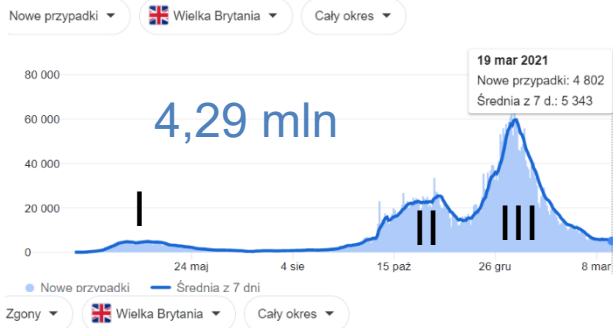 Nowe przypadki Wielka Brytania Cały okres
19 mar 2021
Nowe przypadki: 4 802
Średnia z 7 d.: 5 343
80 000
60 000
4,29 mln
40 000
20 000
0
I
II
III
24 maj 4 sie 15 paź 26 gru 8 mar
Nowe przypadki Średnia z 7 dni
Zgony Wielka Brytania Cały okres